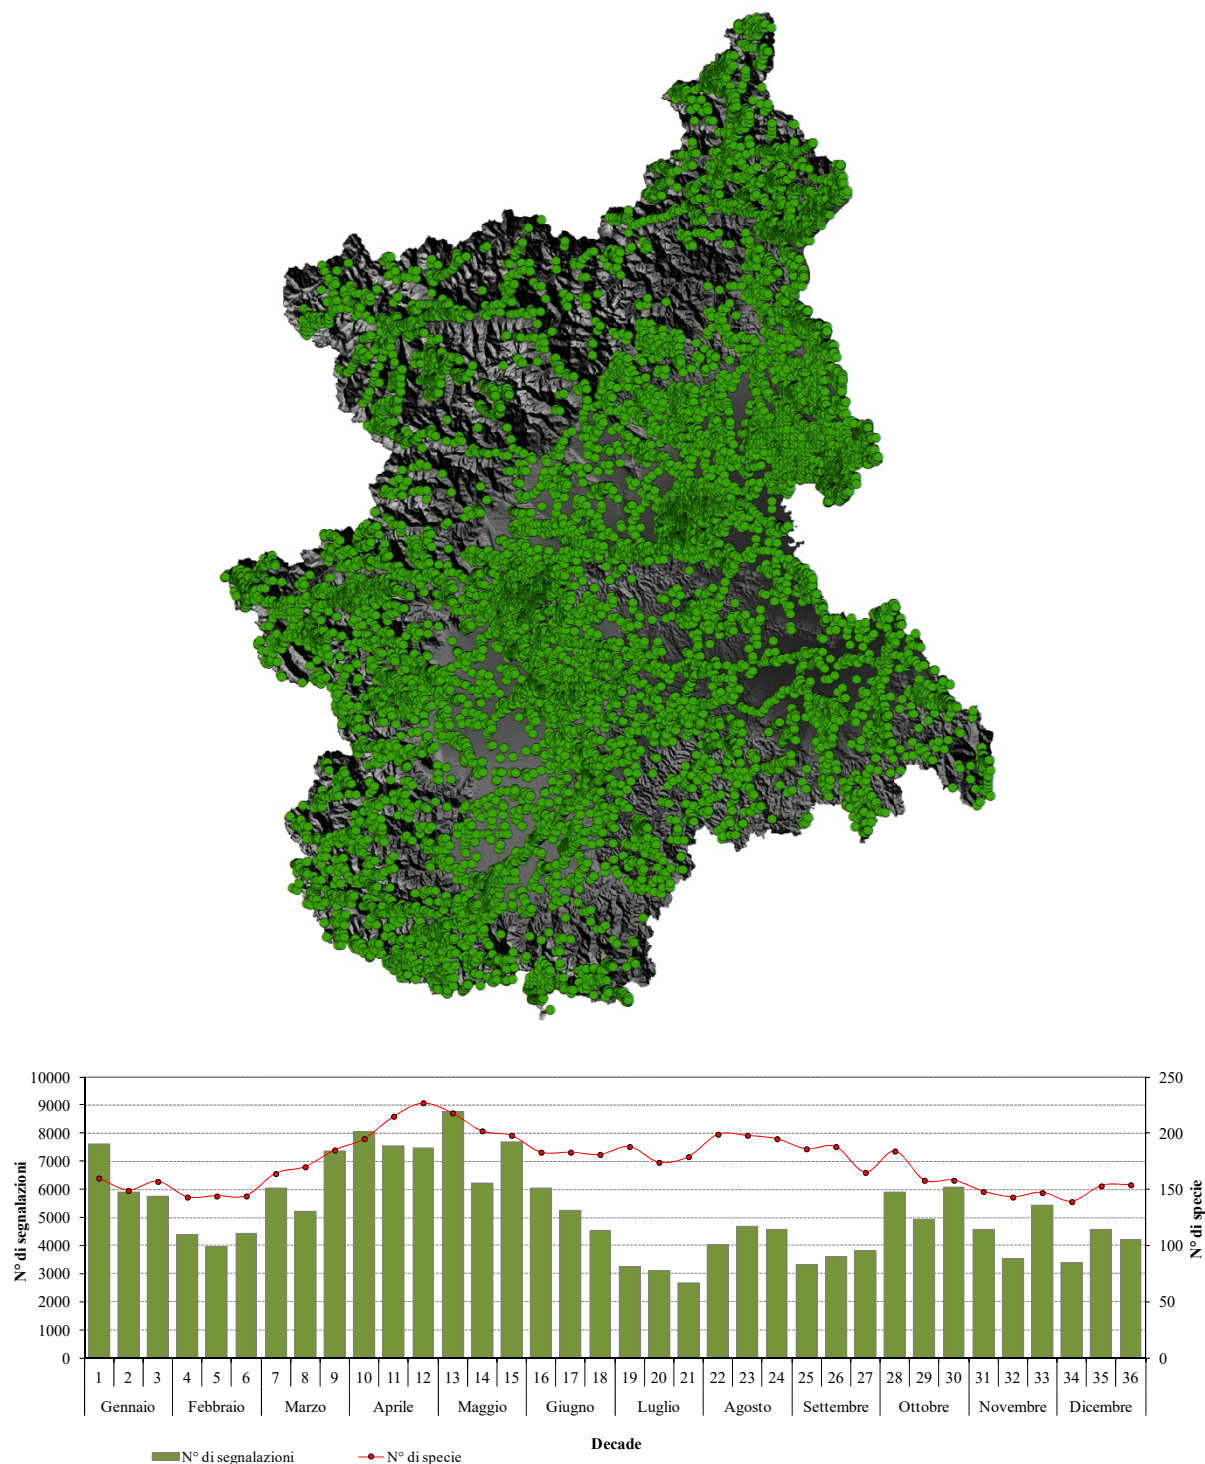 10000
9000
8000
7000
6000
5000
4000
3000
2000
1000
0
N° di segnalazioni
250
200
150
100
50
0
N° di specie
1 2 3 4 5 6 7 8 9 10 11 12 13 14 15 16 17 18 19 20 21 22 23 24 25 26 27 28 29 30 31 32 33 34 35 36
Gennaio Febbraio Marzo Aprile Maggio Giugno Luglio Agosto Settembre Ottobre Novembre Dicembre
Decade
N° di segnalazioni N° di specie